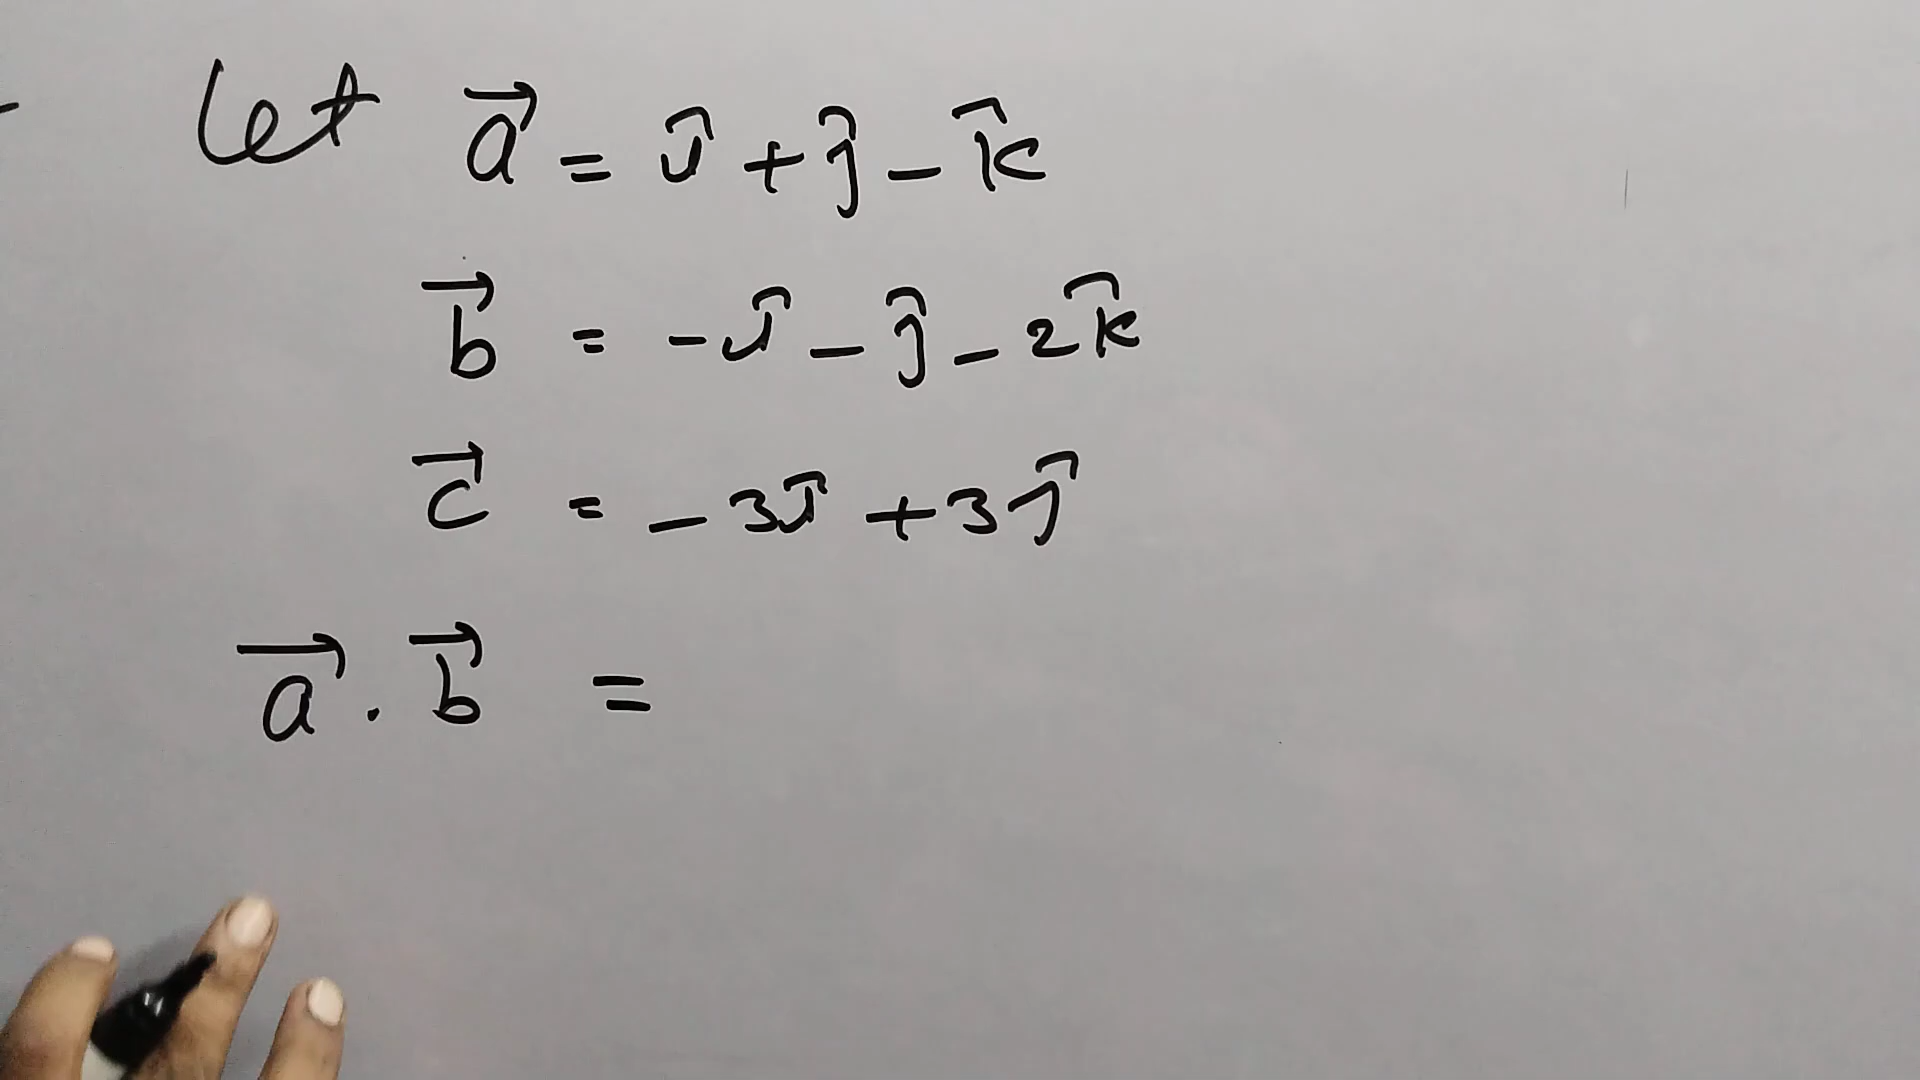 let a⃗ = î + ĵ - k̂
b⃗ = -î - ĵ - 2k̂
c⃗ = -3î + 3ĵ
a⃗ . b⃗ =